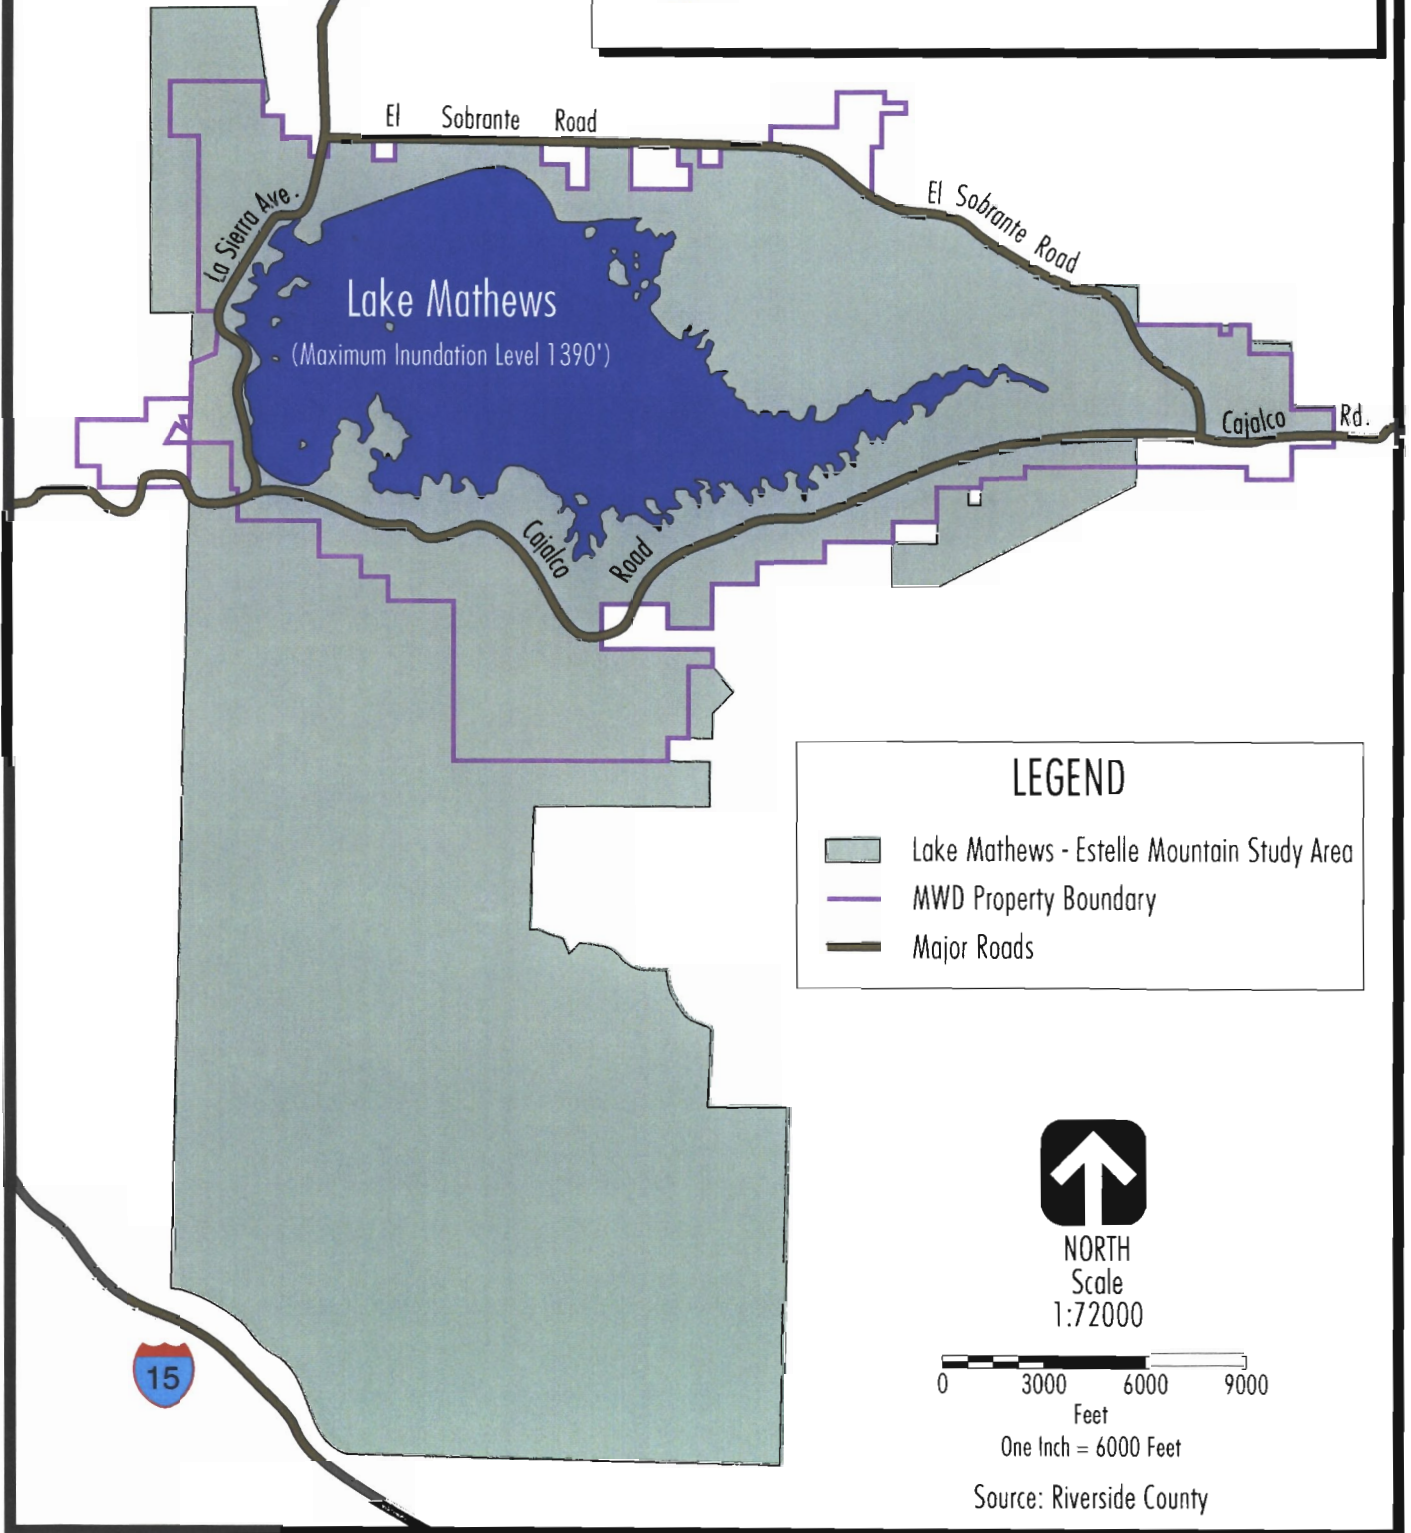 El Sobrante Road
La Sierra Ave.
El Sobrante Road
Lake Mathews
(Maximum Inundation Level 1390')
Cajalco Rd.
Cajalco Road
LEGEND
Lake Mathews - Estelle Mountain Study Area
MWD Property Boundary
Major Roads
NORTH
Scale
1:72000
15
0 3000 6000 9000
Feet
One Inch = 6000 Feet
Source: Riverside County